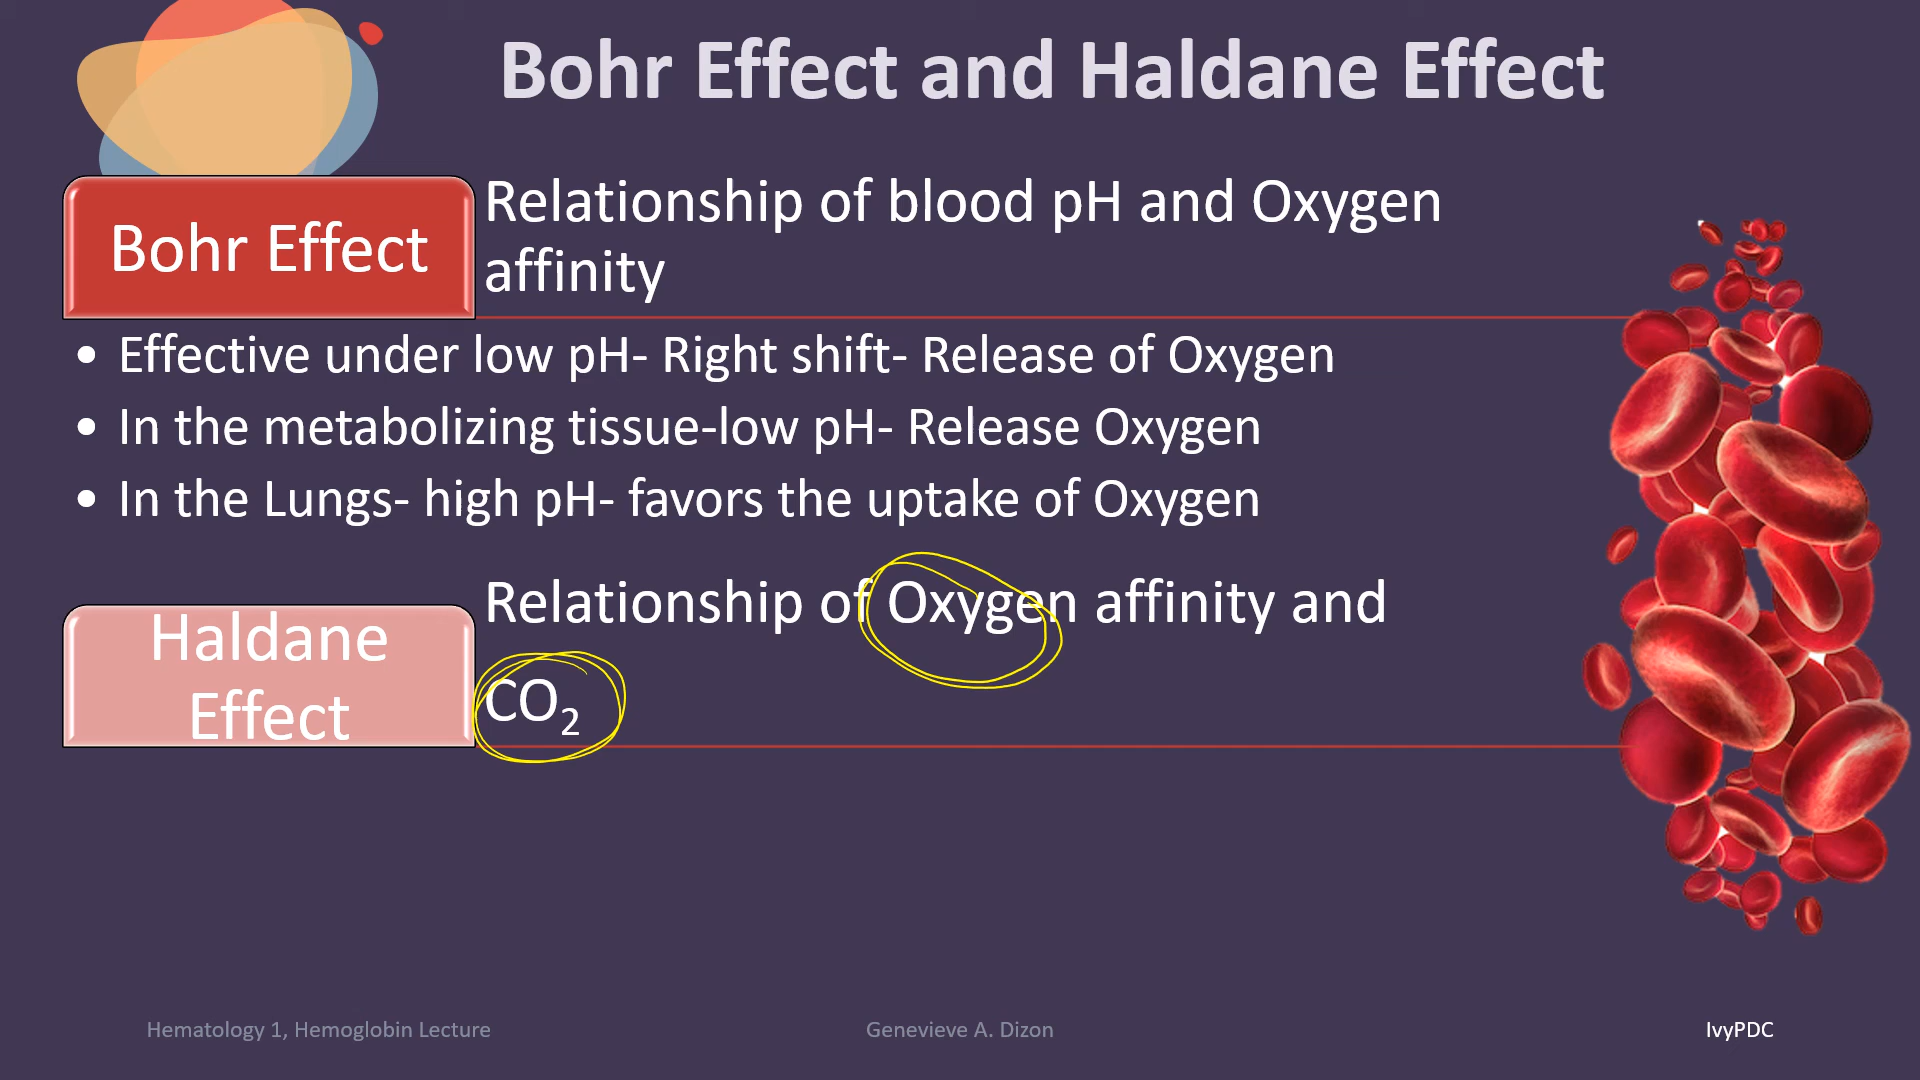 Bohr Effect and Haldane Effect
Bohr Effect
Relationship of blood pH and Oxygen
affinity
• Effective under low pH- Right shift- Release of Oxygen
• In the metabolizing tissue-low pH- Release Oxygen
• In the Lungs- high pH- favors the uptake of Oxygen
Haldane
Effect
Relationship of Oxygen affinity and
CO₂
Hematology 1, Hemoglobin Lecture
Genevieve A. Dizon
IvyPDC